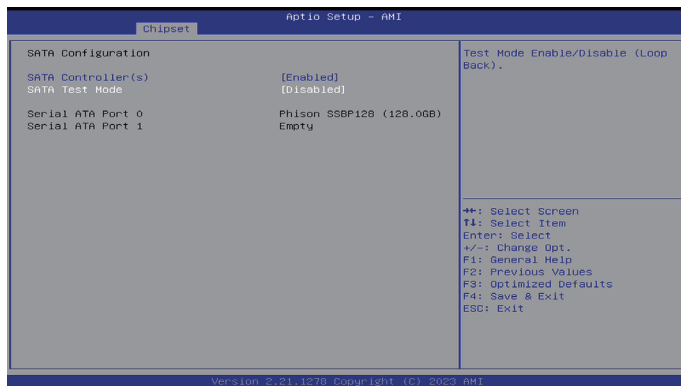 Aptio Setup – AMI
Chipset
SATA Configuration
SATA Controller(s) [Enabled]
SATA Test Mode [Disabled]
Serial ATA Port 0 Phison SSBP128 (128.0GB)
Serial ATA Port 1 Empty
Test Mode Enable/Disable (Loop
Back).
→←: Select Screen
↑↓: Select Item
Enter: Select
+/-: Change Opt.
F1: General Help
F2: Previous Values
F3: Optimized Defaults
F4: Save & Exit
ESC: Exit
Version 2.21.1278 Copyright (C) 2023 AMI